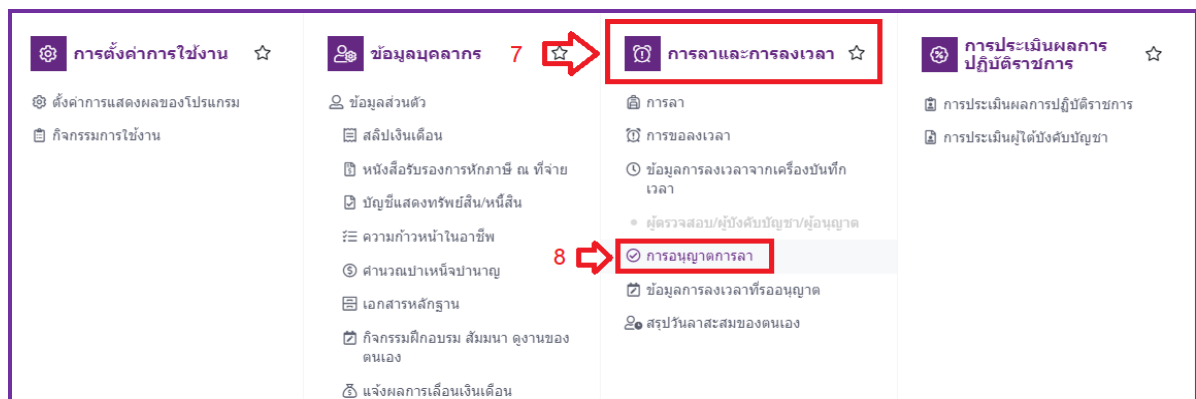 การตั้งค่าการใช้งาน
ตั้งค่าการแสดงผลของโปรแกรม
กิจกรรมการใช้งาน
ข้อมูลบุคลากร
ข้อมูลส่วนตัว
สลิปเงินเดือน
หนังสือรับรองการหักภาษี ณ ที่จ่าย
บัญชีแสดงทรัพย์สิน/หนี้สิน
ความก้าวหน้าในอาชีพ
คำนวณบำเหน็จบำนาญ
เอกสารหลักฐาน
กิจกรรมฝึกอบรม สัมมนา ดูงานของ
ตนเอง
แจ้งผลการเลื่อนเงินเดือน
7
การลาและการลงเวลา
การลา
การขอลงเวลา
ข้อมูลการลงเวลาจากเครื่องบันทึก
เวลา
ผู้ตรวจสอบ/ผู้บังคับบัญชา/ผู้อนุญาต
8
การอนุญาตการลา
ข้อมูลการลงเวลาที่รออนุญาต
สรุปวันลาสะสมของตนเอง
การประเมินผลการ
ปฏิบัติราชการ
การประเมินผลการปฏิบัติราชการ
การประเมินผู้ใต้บังคับบัญชา